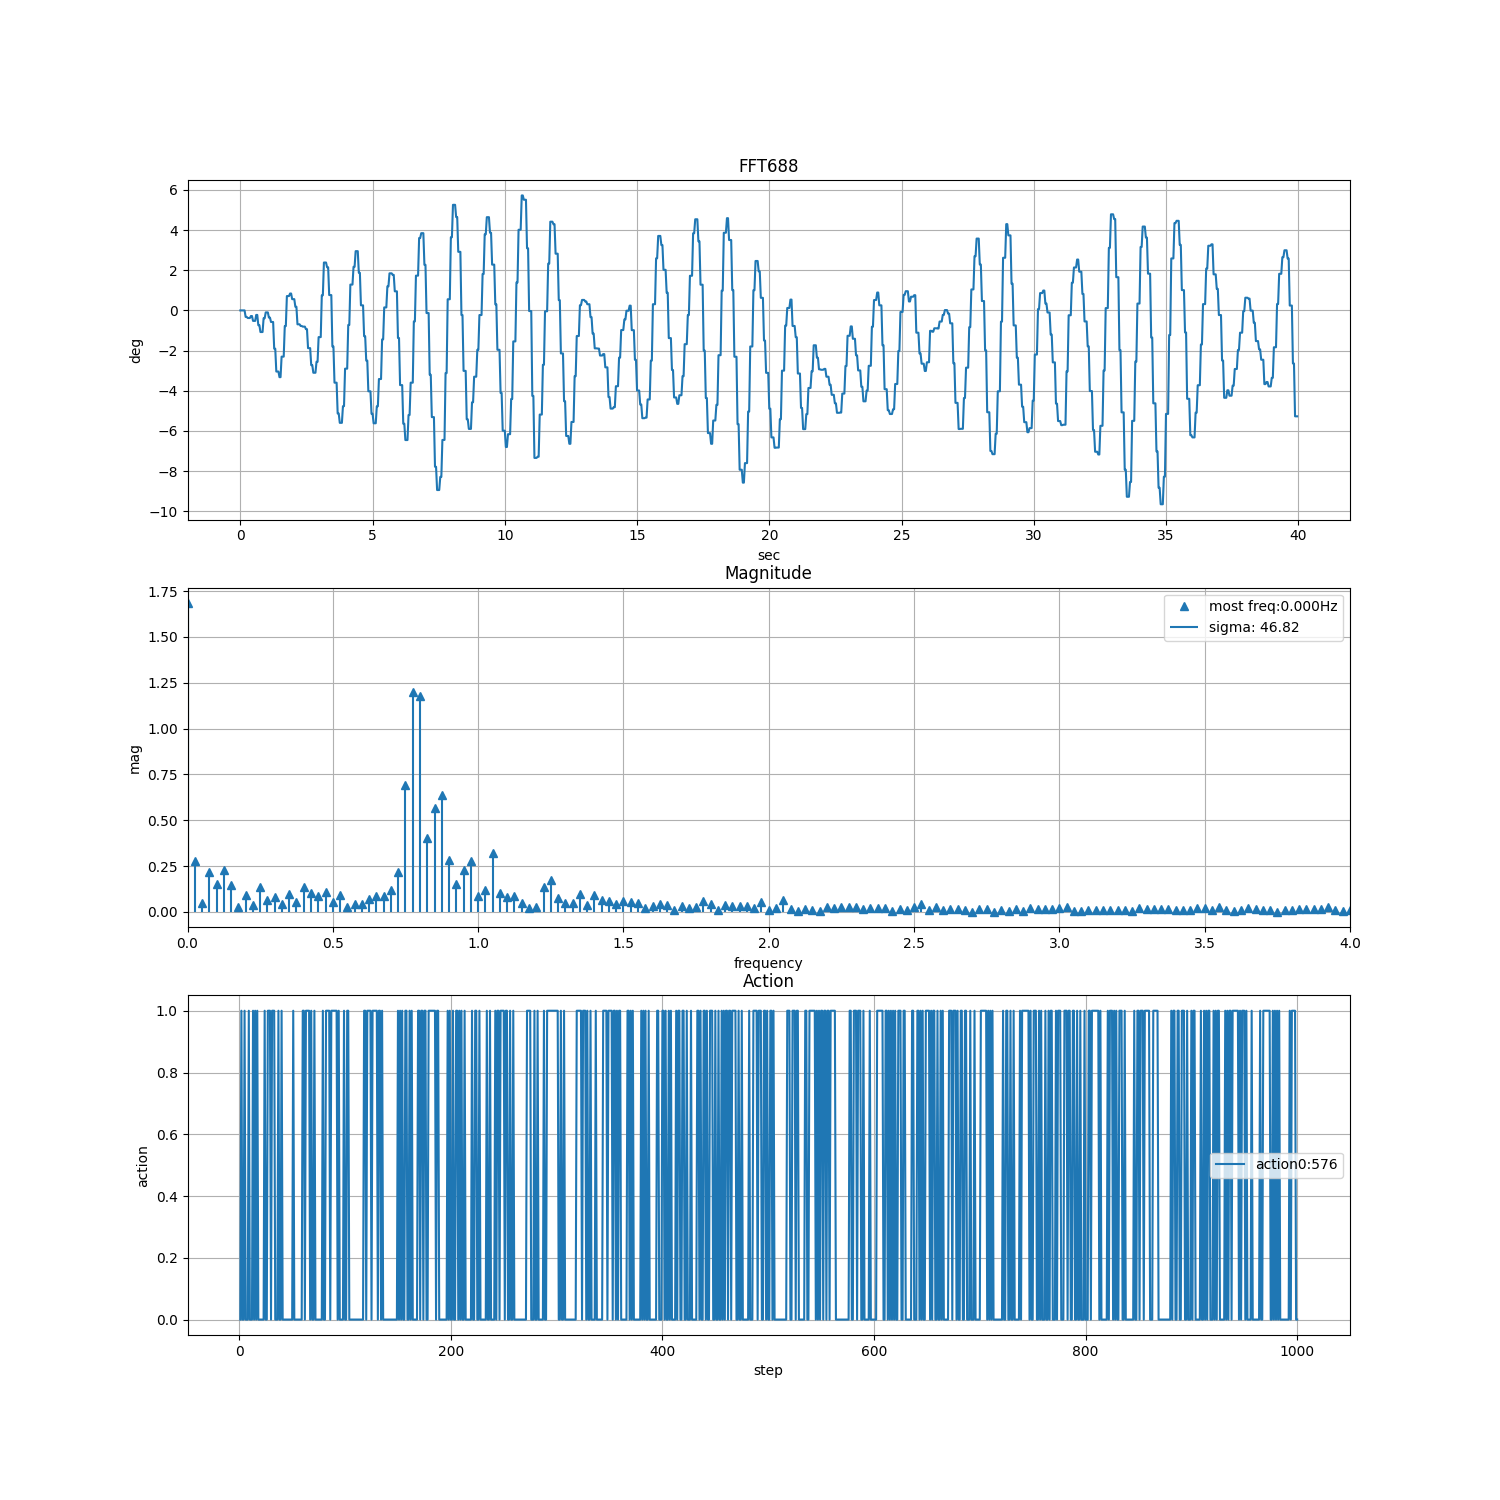 FFT688
6
4
2
0
−2
−4
−6
−8
−10
deg
0 5 10 15 20 25 30 35 40
sec
Magnitude
1.75
1.50
1.25
1.00
0.75
0.50
0.25
0.00
mag
most freq:0.000Hz
sigma: 46.82
0.0 0.5 1.0 1.5 2.0 2.5 3.0 3.5 4.0
frequency
Action
1.0
0.8
0.6
0.4
0.2
0.0
action
action0:576
0 200 400 600 800 1000
step